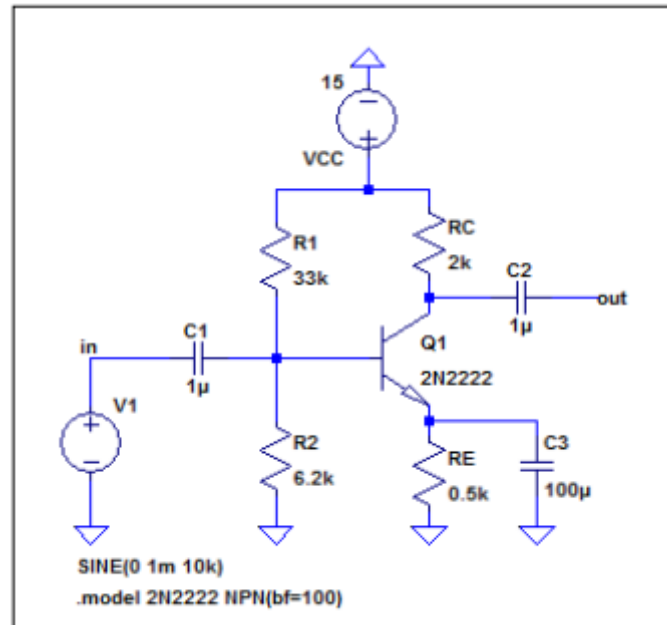 15
VCC
R1
33k
RC
2k
C2
1µ
out
in
C1
1µ
Q1
2N2222
V1
R2
6.2k
RE
0.5k
C3
100µ
SINE(0 1m 10k)
.model 2N2222 NPN(bf=100)